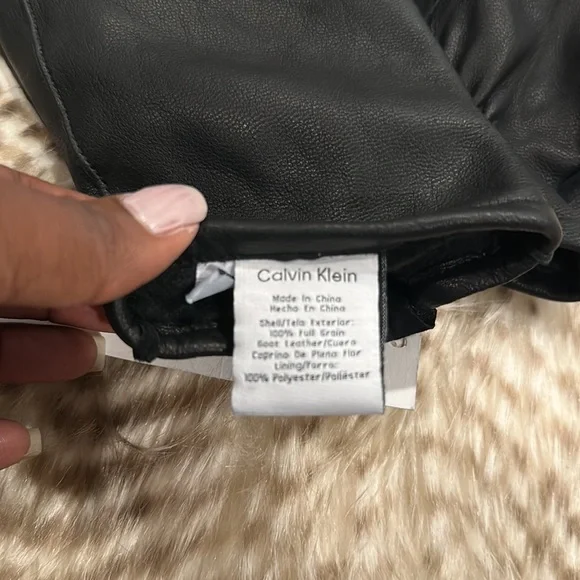 Calvin Klein
Made In China
Hecho En China
Shell/Tela Exterior:
100% Full Grain
Goat Leather/Cuero
Caprino De Plena Flor
Lining/Forro:
100% Polyester/Poliéster